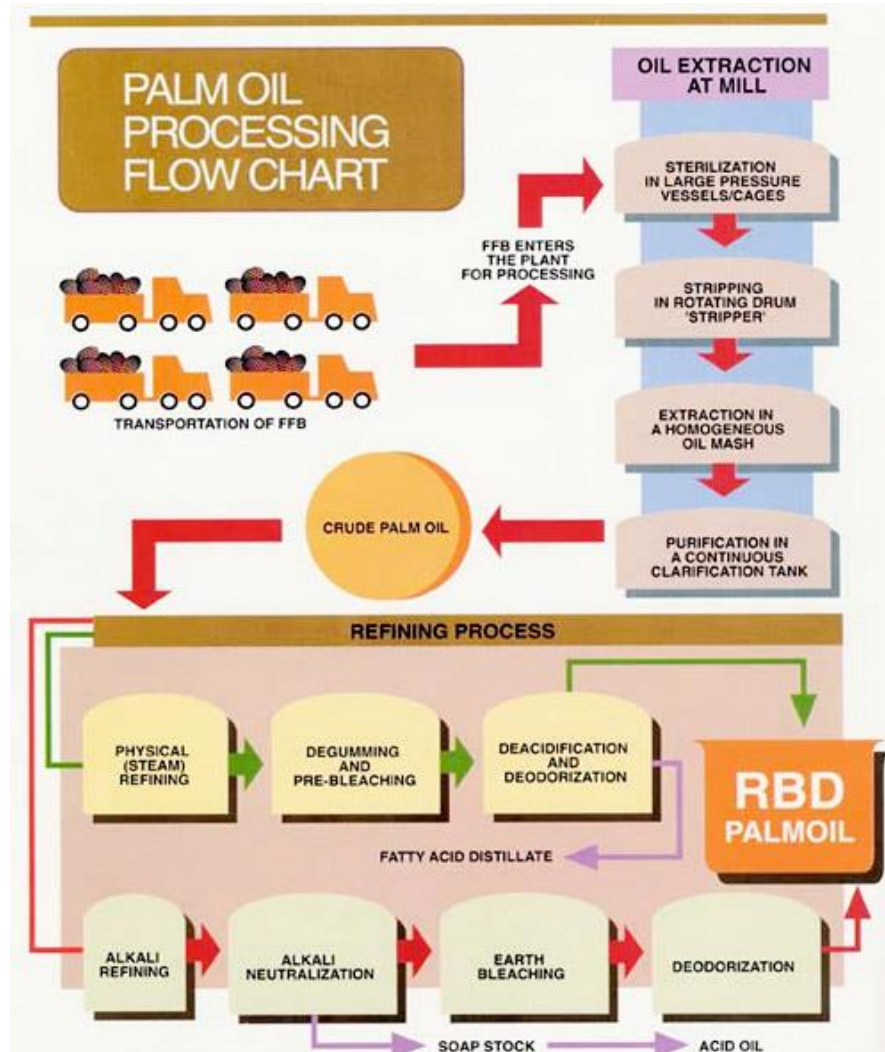 PALM OIL
PROCESSING
FLOW CHART
OIL EXTRACTION
AT MILL
STERILIZATION
IN LARGE PRESSURE
VESSELS/CAGES
FFB ENTERS
THE PLANT
FOR PROCESSING
STRIPPING
IN ROTATING DRUM
'STRIPPER'
TRANSPORTATION OF FFB
EXTRACTION IN
A HOMOGENEOUS
OIL MASH
CRUDE PALM OIL
PURIFICATION IN
A CONTINUOUS
CLARIFICATION TANK
REFINING PROCESS
PHYSICAL
(STEAM)
REFINING
DEGUMMING
AND
PRE-BLEACHING
DEACIDIFICATION
AND
DEODORIZATION
RBD
PALMOIL
FATTY ACID DISTILLATE
ALKALI
REFINING
ALKALI
NEUTRALIZATION
EARTH
BLEACHING
DEODORIZATION
SOAP STOCK
ACID OIL